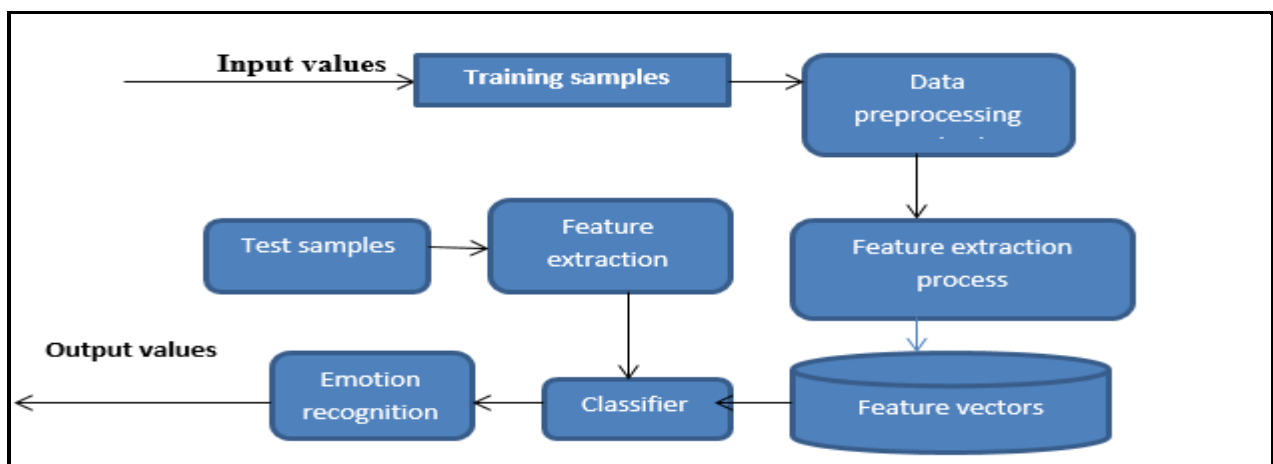 Input values
Training samples
Data
preprocessing
Test samples
Feature
extraction
Feature extraction
process
Output values
Emotion
recognition
Classifier
Feature vectors